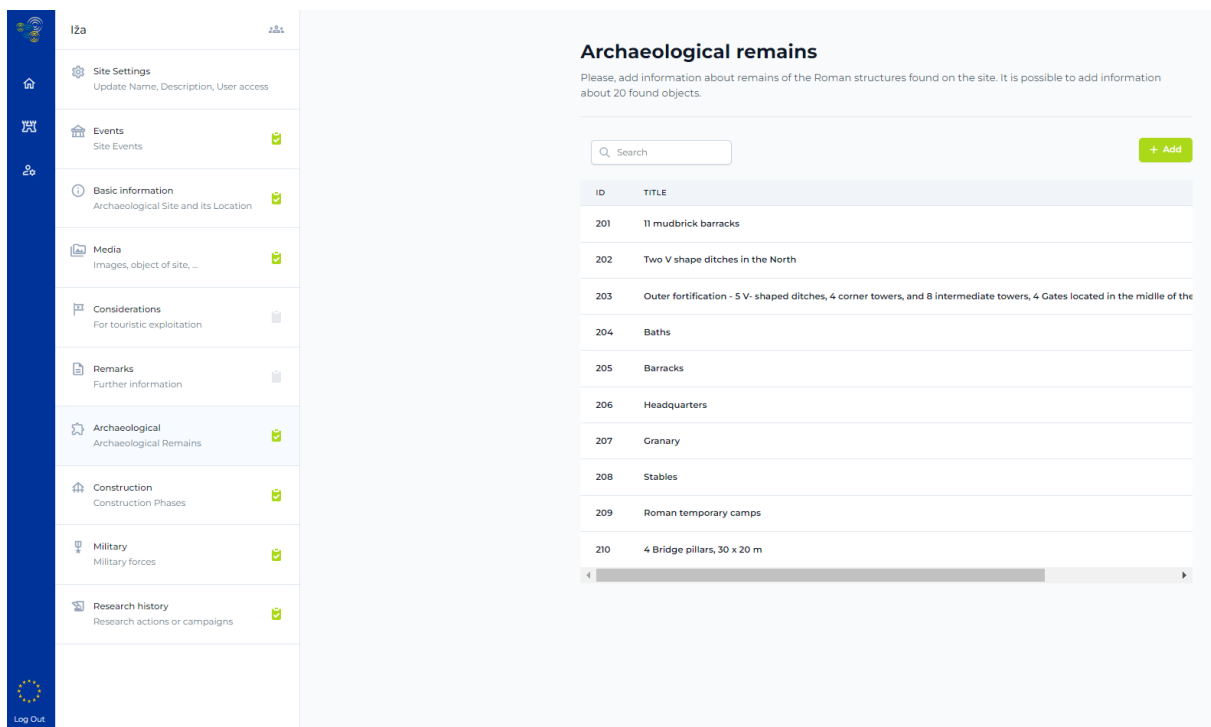 Iža
Site Settings
Update Name, Description, User access
Events
Site Events
Basic information
Archaeological Site and its Location
Media
Images, object of site, ...
Considerations
For touristic exploitation
Remarks
Further information
Archaeological
Archaeological Remains
Construction
Construction Phases
Military
Military forces
Research history
Research actions or campaigns
Log Out
Archaeological remains
Please, add information about remains of the Roman structures found on the site. It is possible to add information
about 20 found objects.
Search
+ Add
ID TITLE
201 11 mudbrick barracks
202 Two V shape ditches in the North
203 Outer fortification - 5 V- shaped ditches, 4 corner towers, and 8 intermediate towers, 4 Gates located in the midlle of the
204 Baths
205 Barracks
206 Headquarters
207 Granary
208 Stables
209 Roman temporary camps
210 4 Bridge pillars, 30 x 20 m